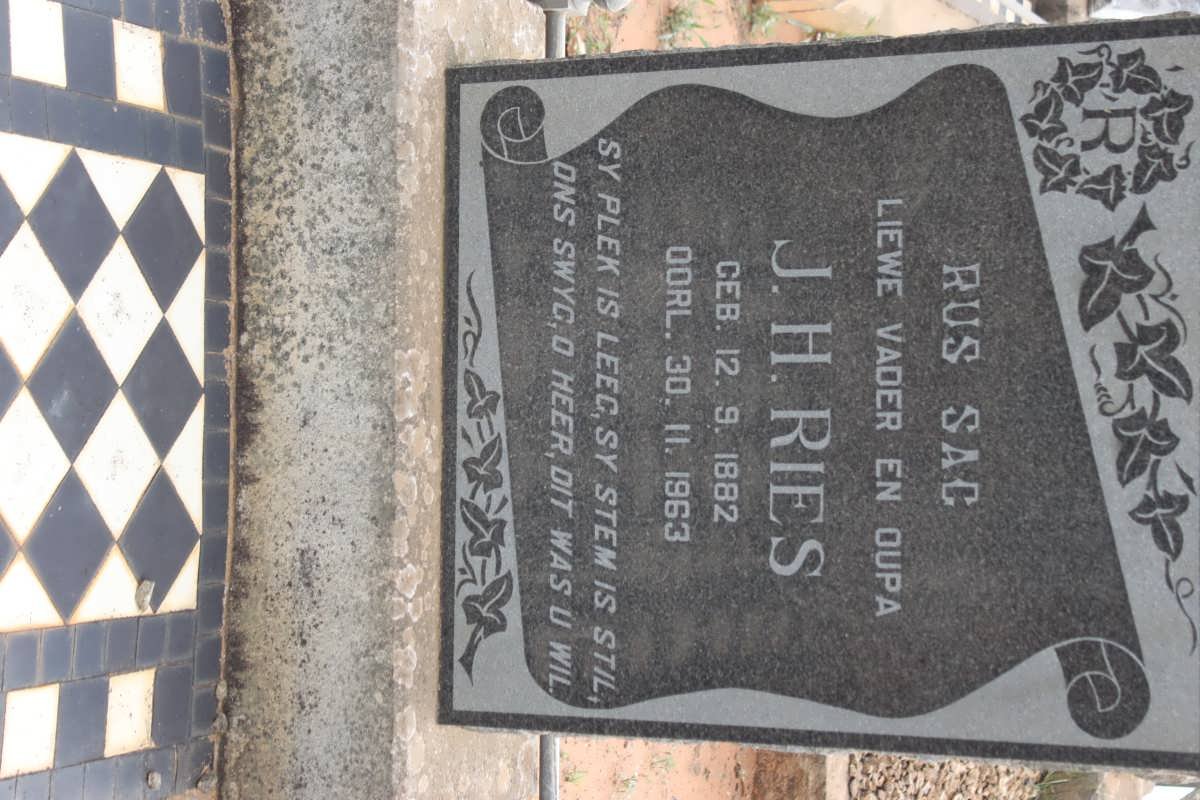 R
RUS SAG
LIEWE VADER EN OUPA
J. H. RIES
GEB. 12. 9. 1882
OORL. 30. 11. 1963
SY PLEK IS LEEG, SY STEM IS STIL,
ONS SWYG, O HEER, DIT WAS U WIL.